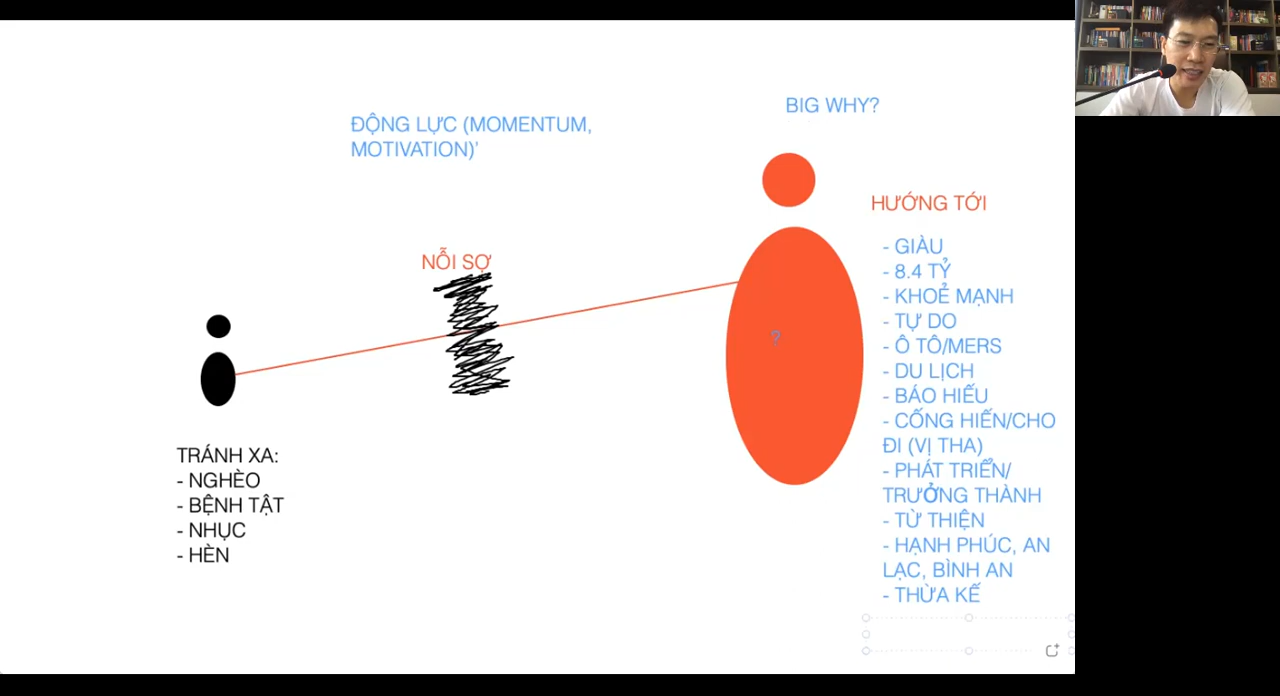 BIG WHY?
ĐỘNG LỰC (MOMENTUM,
MOTIVATION)'
HƯỚNG TỚI
- GIÀU
- 8.4 TỶ
- KHOẺ MẠNH
- TỰ DO
- Ô TÔ/MERS
- DU LỊCH
- BÁO HIẾU
- CỐNG HIẾN/CHO
ĐI (VỊ THA)
- PHÁT TRIỂN/
TRƯỞNG THÀNH
- TỪ THIỆN
- HẠNH PHÚC, AN
LẠC, BÌNH AN
- THỪA KẾ
NỖI SỢ
?
TRÁNH XA:
- NGHÈO
- BỆNH TẬT
- NHỤC
- HÈN